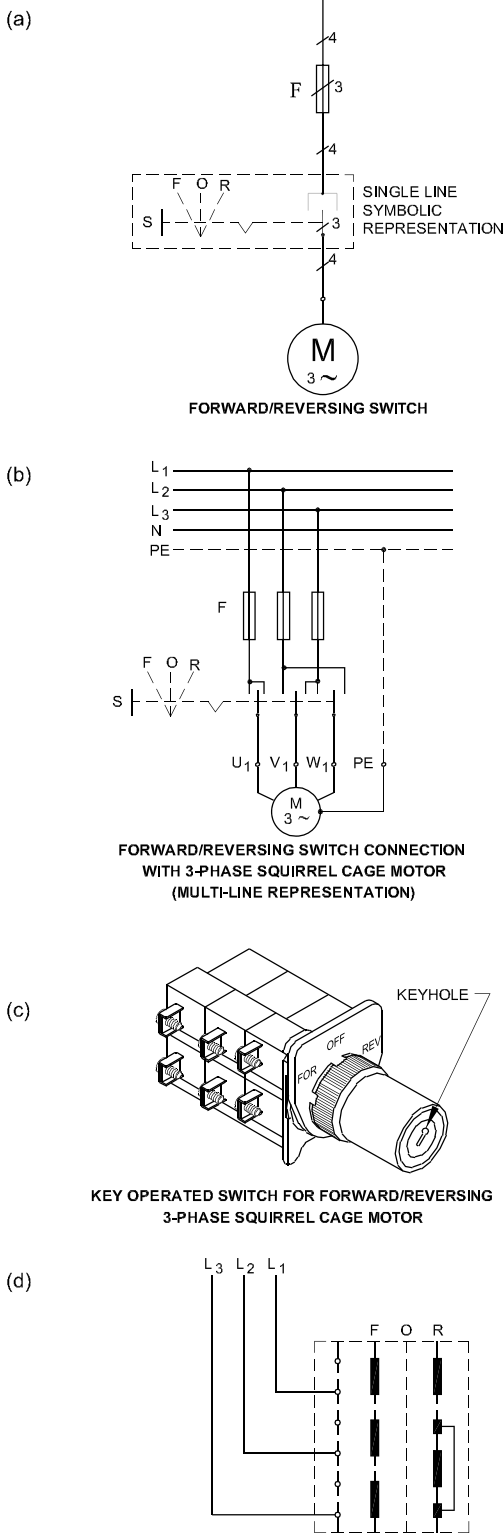 (a)
4
F 3
4
F O R
S
3
SINGLE LINE
SYMBOLIC
REPRESENTATION
4
M
3 ~
FORWARD/REVERSING SWITCH
(b)
L1
L2
L3
N
PE
F
F O R
S
U1 V1 W1 PE
M
3 ~
FORWARD/REVERSING SWITCH CONNECTION
WITH 3-PHASE SQUIRREL CAGE MOTOR
(MULTI-LINE REPRESENTATION)
(c)
KEYHOLE
FOR OFF REV
KEY OPERATED SWITCH FOR FORWARD/REVERSING
3-PHASE SQUIRREL CAGE MOTOR
(d)
L3 L2 L1
F O R